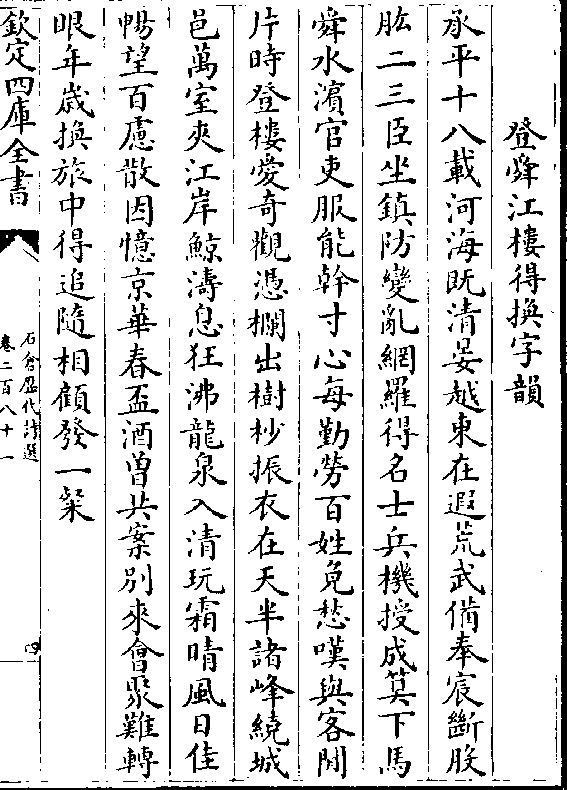 登舜江樓得換字韻
承平十八載河海既清晏越東在遐荒武備奉宸斷股
肱二三臣坐鎮防變亂網羅得名士兵機授成筭下馬
舜水濱官吏服能幹寸心每勤勞百姓免愁嘆與客閒
片時登樓愛奇觀憑欄出樹杪振衣在天半諸峰繞城
邑萬室夾江岸鯨濤息狂沸龍泉入清玩霜晴風日佳
暢望百慮散因憶京華春盃酒曽共案别來會聚難轉
眼年歲換旅中得追隨相顧發一粲
欽定四庫全書
石倉歷代詩選
卷二百八十一
四